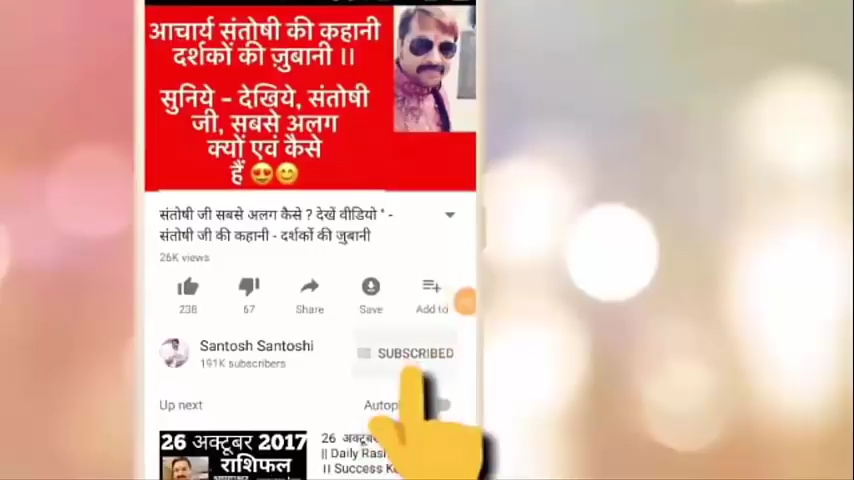 आचार्य संतोषी की कहानी
दर्शकों की ज़ुबानी ।।
सुनिये - देखिये, संतोषी
जी, सबसे अलग
क्यों एवं कैसे
हैं 😍😊
संतोषी जी सबसे अलग कैसे ? देखें वीडियो * -
संतोषी जी की कहानी - दर्शकों की ज़ुबानी
26K views
238
67
Share
Save
Add to
Santosh Santoshi
191K subscribers
SUBSCRIBED
Up next
26 अक्टूबर 2017
राशिफल
26
|| Daily
।। Success